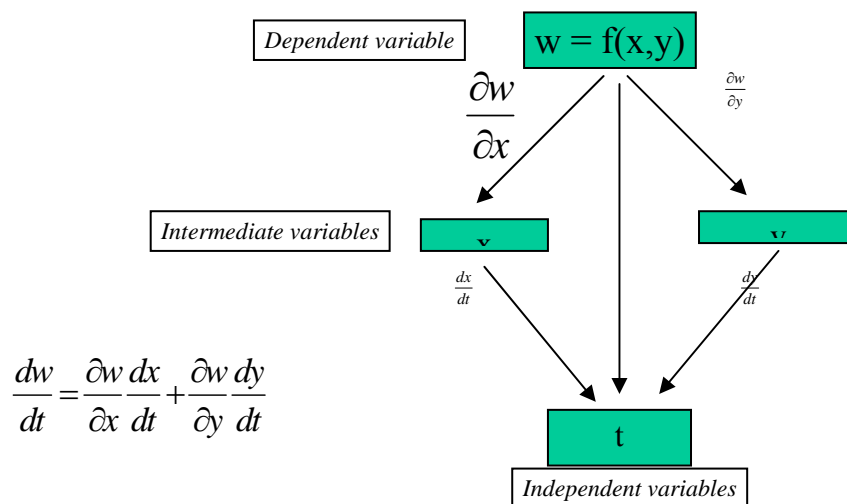 Dependent variable
w = f(x,y)
∂w/∂x
∂w/∂y
Intermediate variables
x
y
dx/dt
dy/dt
dw/dt = ∂w/∂x dx/dt + ∂w/∂y dy/dt
t
Independent variables